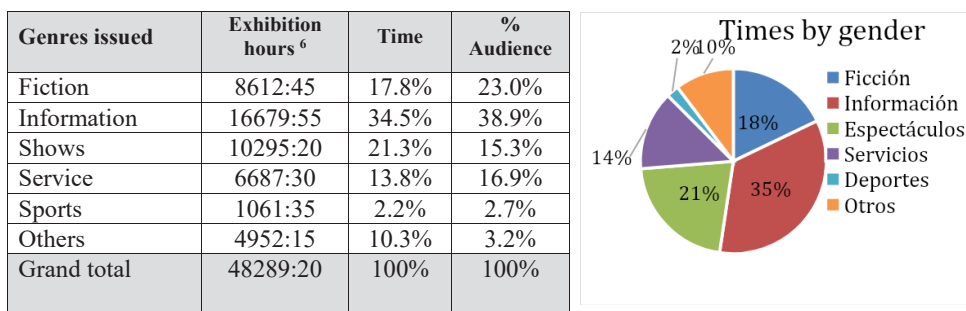 Genres issued Exhibition hours 6 Time % Audience
Fiction 8612:45 17.8% 23.0%
Information 16679:55 34.5% 38.9%
Shows 10295:20 21.3% 15.3%
Service 6687:30 13.8% 16.9%
Sports 1061:35 2.2% 2.7%
Others 4952:15 10.3% 3.2%
Grand total 48289:20 100% 100%
Times by gender
2% 10%
18%
14%
21%
35%
Ficción
Información
Espectáculos
Servicios
Deportes
Otros